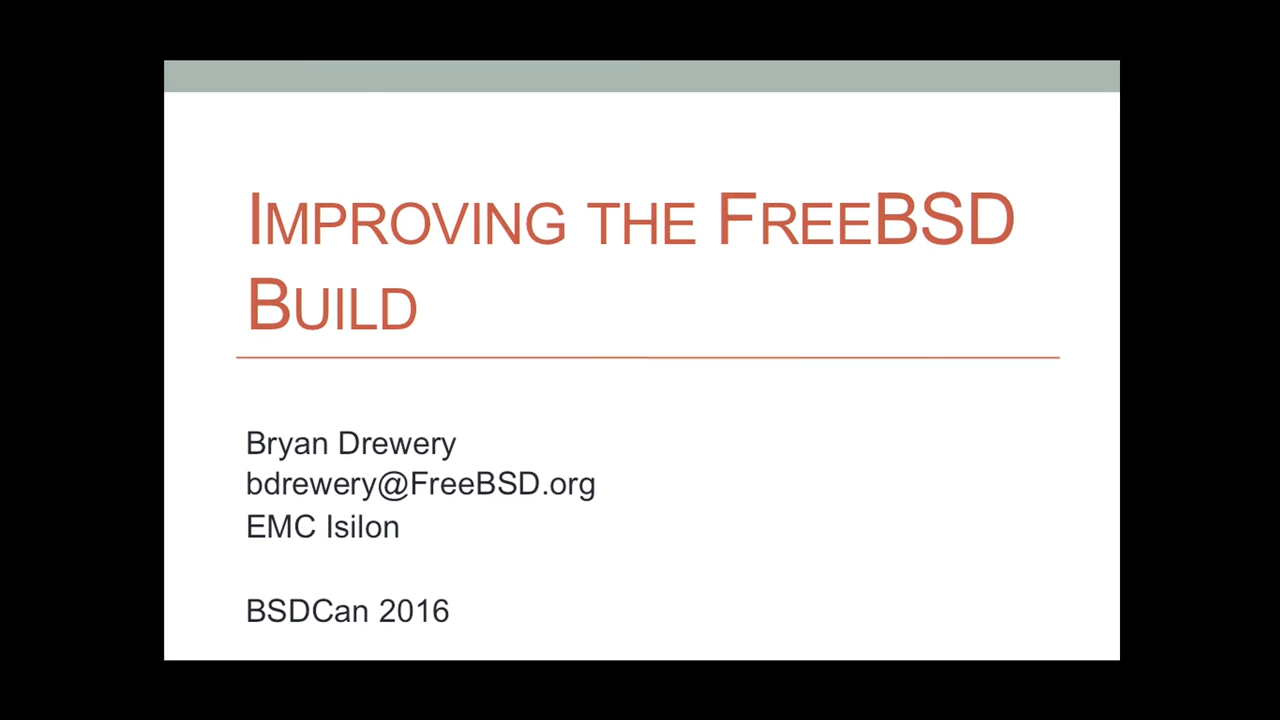 IMPROVING THE FREEBSD
BUILD
Bryan Drewery
bdrewery@FreeBSD.org
EMC Isilon
BSDCan 2016